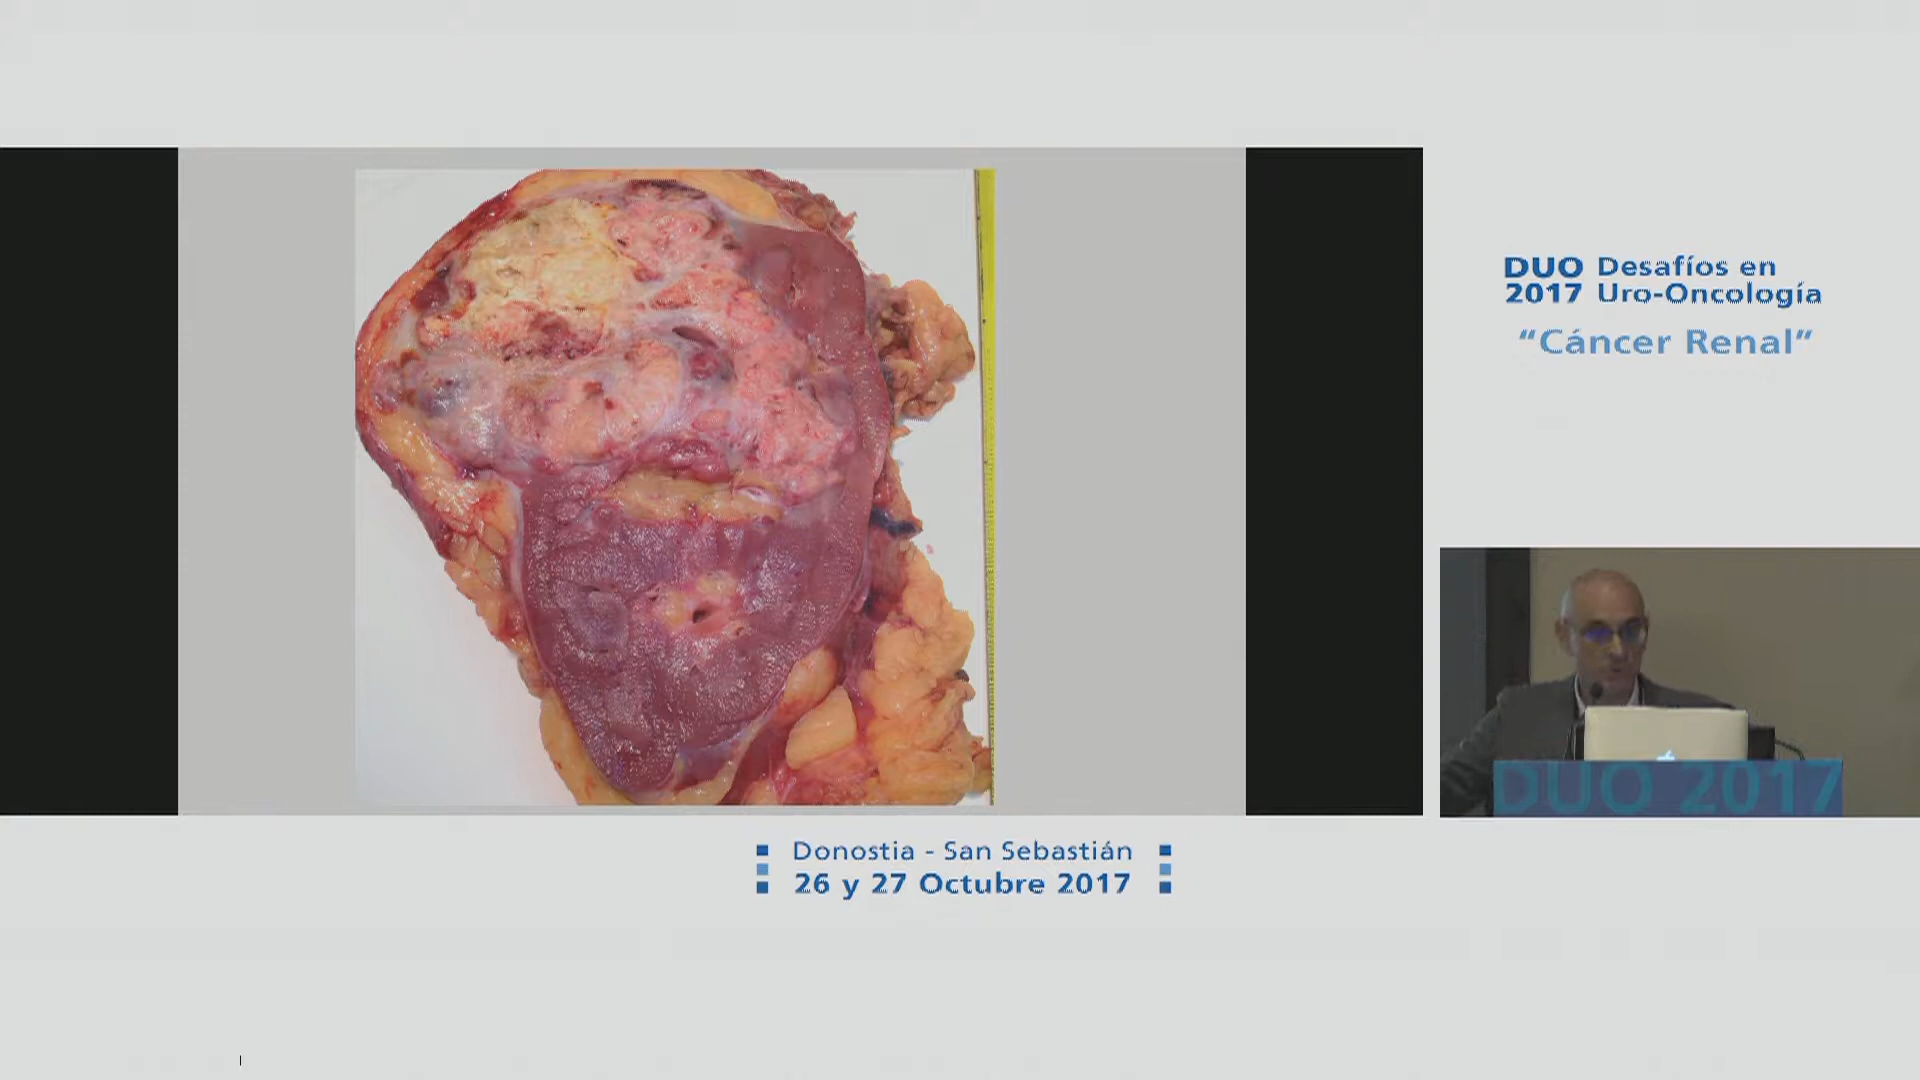 DUO Desafíos en
2017 Uro-Oncología
“Cáncer Renal”
DUO 2017
Donostia - San Sebastián
26 y 27 Octubre 2017